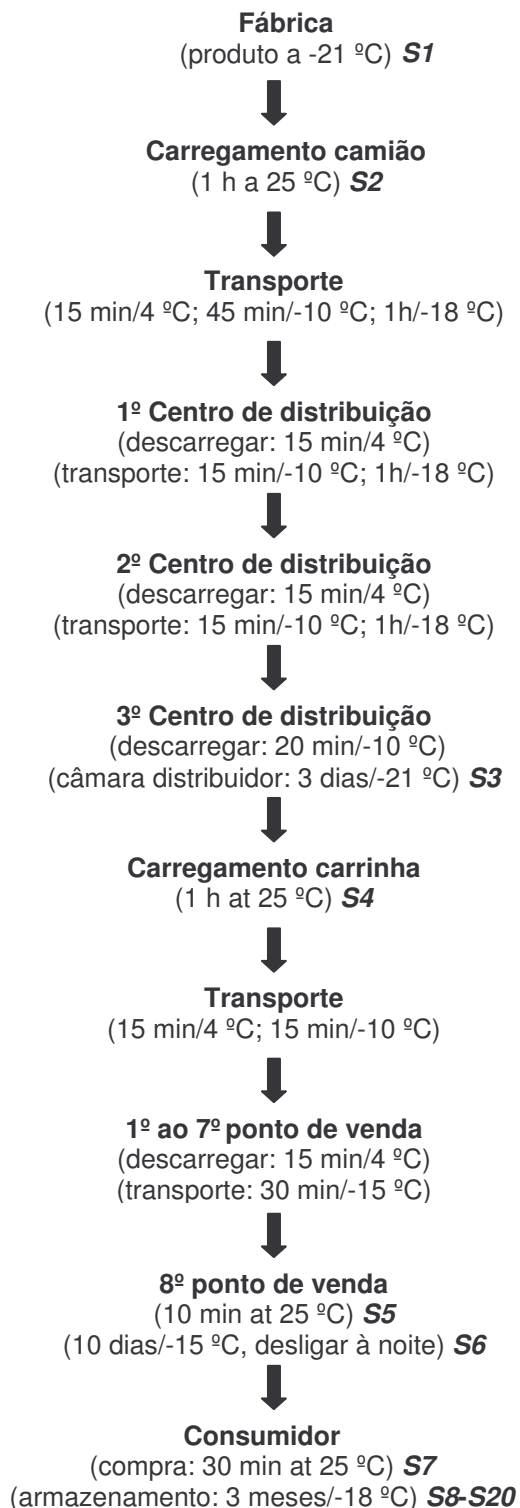 Fábrica
(produto a -21 ºC) S1
Carregamento camião
(1 h a 25 ºC) S2
Transporte
(15 min/4 ºC; 45 min/-10 ºC; 1h/-18 ºC)
1º Centro de distribuição
(descarregar: 15 min/4 ºC)
(transporte: 15 min/-10 ºC; 1h/-18 ºC)
2º Centro de distribuição
(descarregar: 15 min/4 ºC)
(transporte: 15 min/-10 ºC; 1h/-18 ºC)
3º Centro de distribuição
(descarregar: 20 min/-10 ºC)
(câmara distribuidor: 3 dias/-21 ºC) S3
Carregamento carrinha
(1 h at 25 ºC) S4
Transporte
(15 min/4 ºC; 15 min/-10 ºC)
1º ao 7º ponto de venda
(descarregar: 15 min/4 ºC)
(transporte: 30 min/-15 ºC)
8º ponto de venda
(10 min at 25 ºC) S5
(10 dias/-15 ºC, desligar à noite) S6
Consumidor
(compra: 30 min at 25 ºC) S7
(armazenamento: 3 meses/-18 ºC) S8-S20